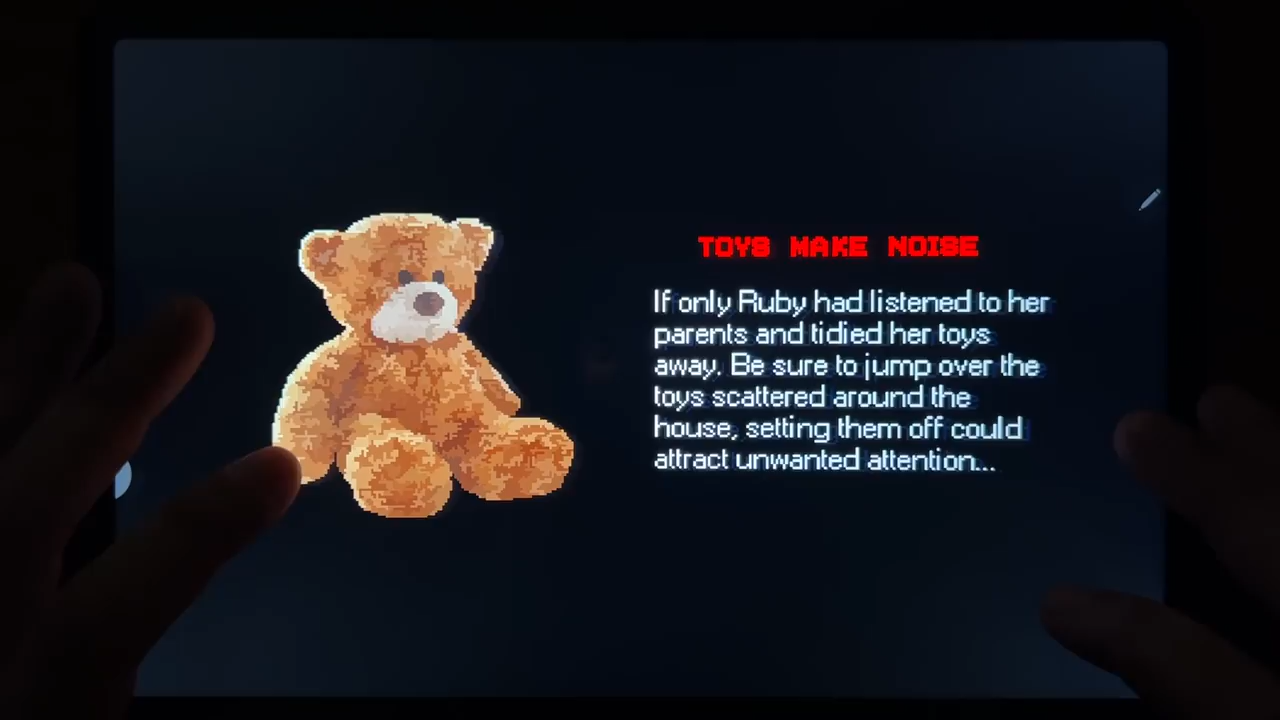 TOYS MAKE NOISE
If only Ruby had listened to her
parents and tidied her toys
away. Be sure to jump over the
toys scattered around the
house, setting them off could
attract unwanted attention...